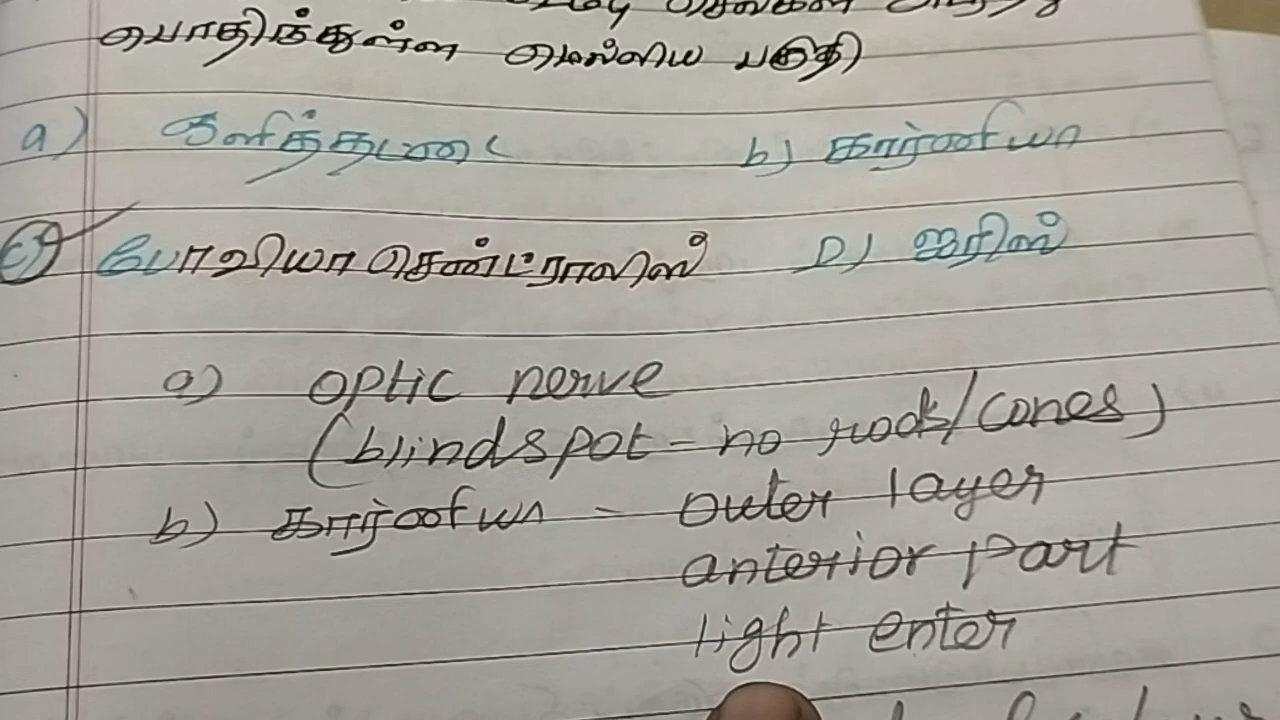 பொதிந்துள்ள மெல்லிய பகுதி
a) b) கார்னியா
போவியா சென்ட்ராலிஸ் D) ஐரிஸ்
a) optic nerve
(blindspot - no rods/cones)
b) கார்னியா - outer layer
anterior part
light enter